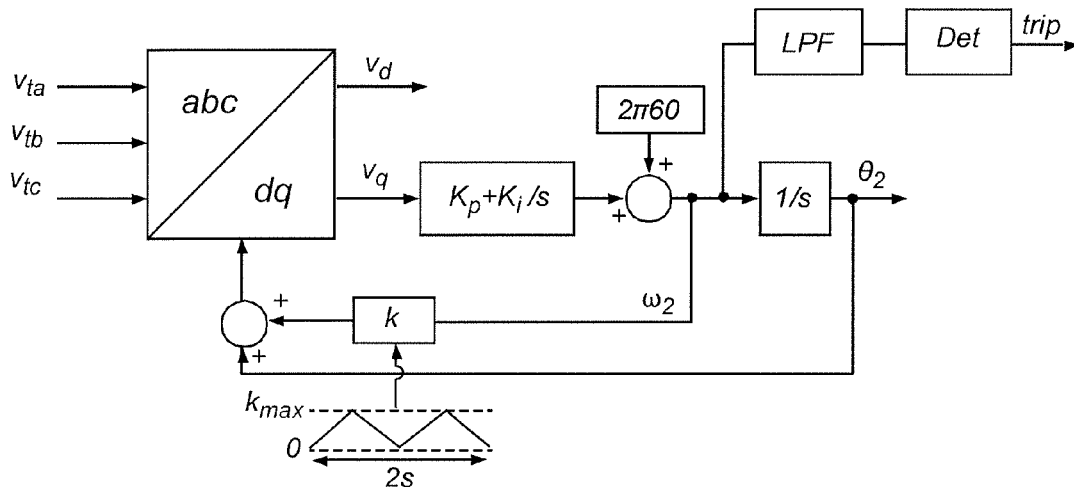 LPF
Det
trip
v_ta
v_tb
v_tc
abc
dq
v_d
v_q
2π60
K_p+K_i/s
+
+
1/s
θ_2
ω_2
k
+
+
k_max
0
2s